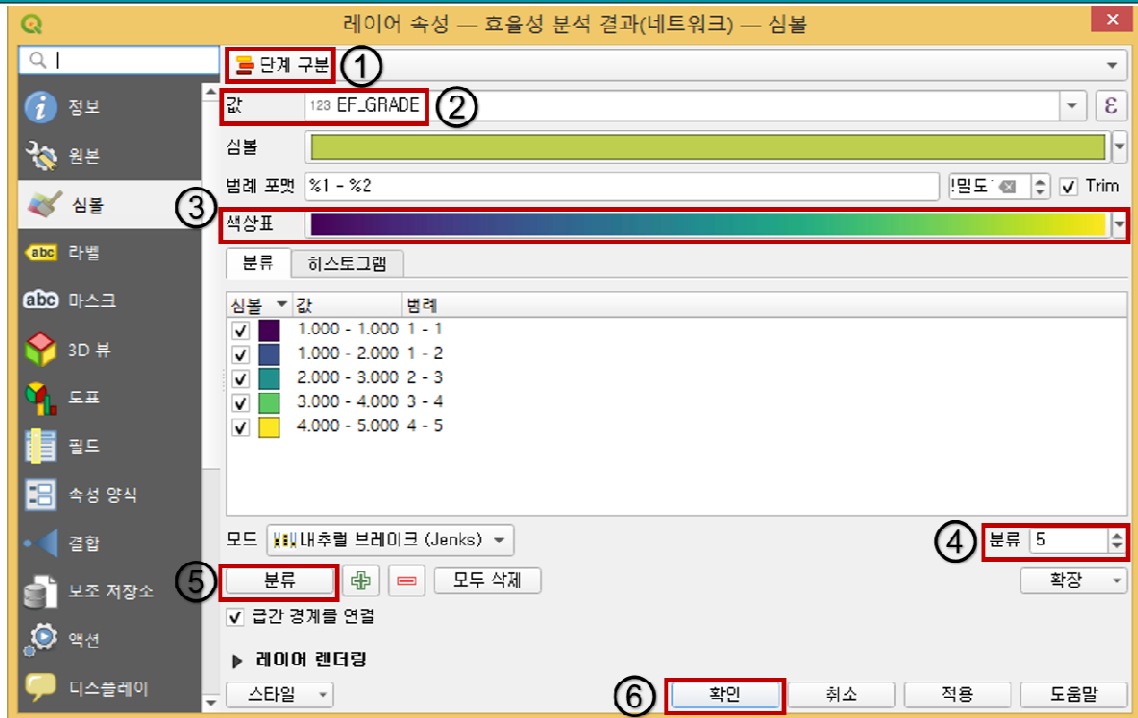 레이어 속성 — 효율성 분석 결과(네트워크) — 심볼
단계 구분 ①
정보
값 123 EF_GRADE ② ε
원본
심볼
범례 포맷 %1 - %2 Trim
심볼
③ 색상표
라벨
분류 히스토그램
마스크
심볼 값 범례
1.000 - 1.000 1 - 1
3D 뷰
1.000 - 2.000 1 - 2
2.000 - 3.000 2 - 3
도표
3.000 - 4.000 3 - 4
4.000 - 5.000 4 - 5
필드
속성 양식
결합
모드 내추럴 브레이크 (Jenks) ④ 분류 5
⑤ 분류 모두 삭제 확장
보조 저장소
급간 경계를 연결
액션
레이어 렌더링
디스플레이
스타일 ⑥ 확인 취소 적용 도움말